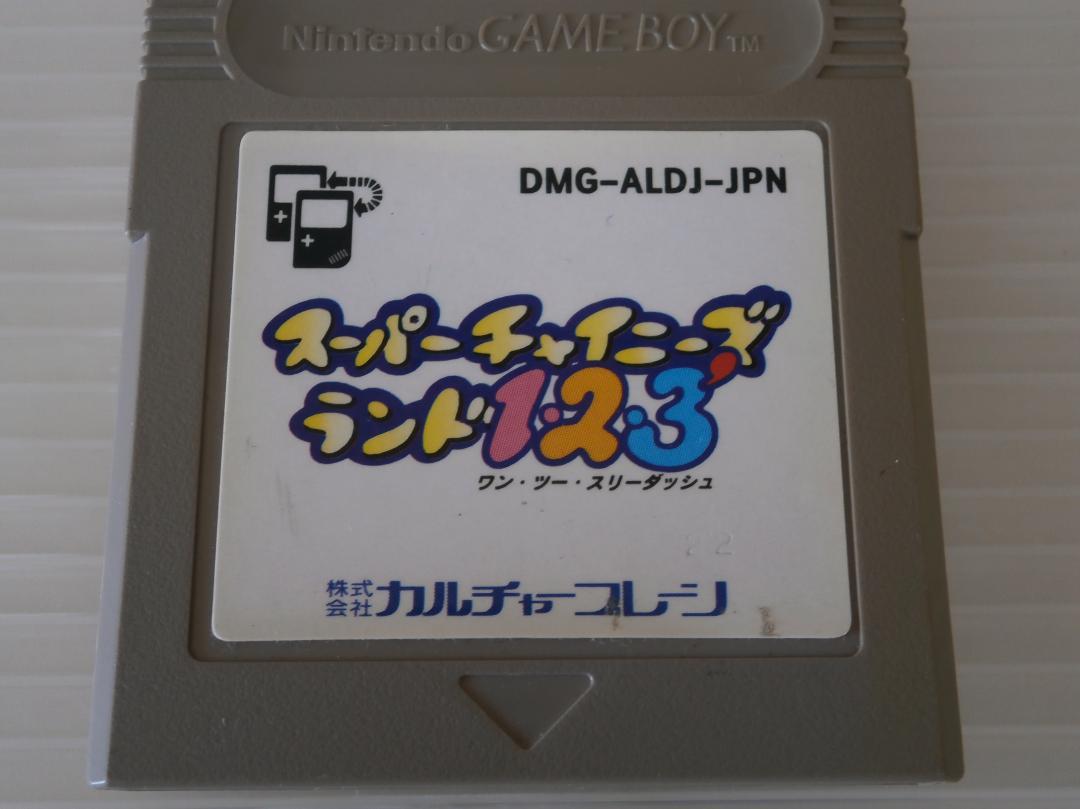 Nintendo GAME BOY TM
DMG-ALDJ-JPN
スーパーチャイニーズ
ランド1・2・3'
ワン・ツー・スリーダッシュ
22
株式会社 カルチャーブレーン